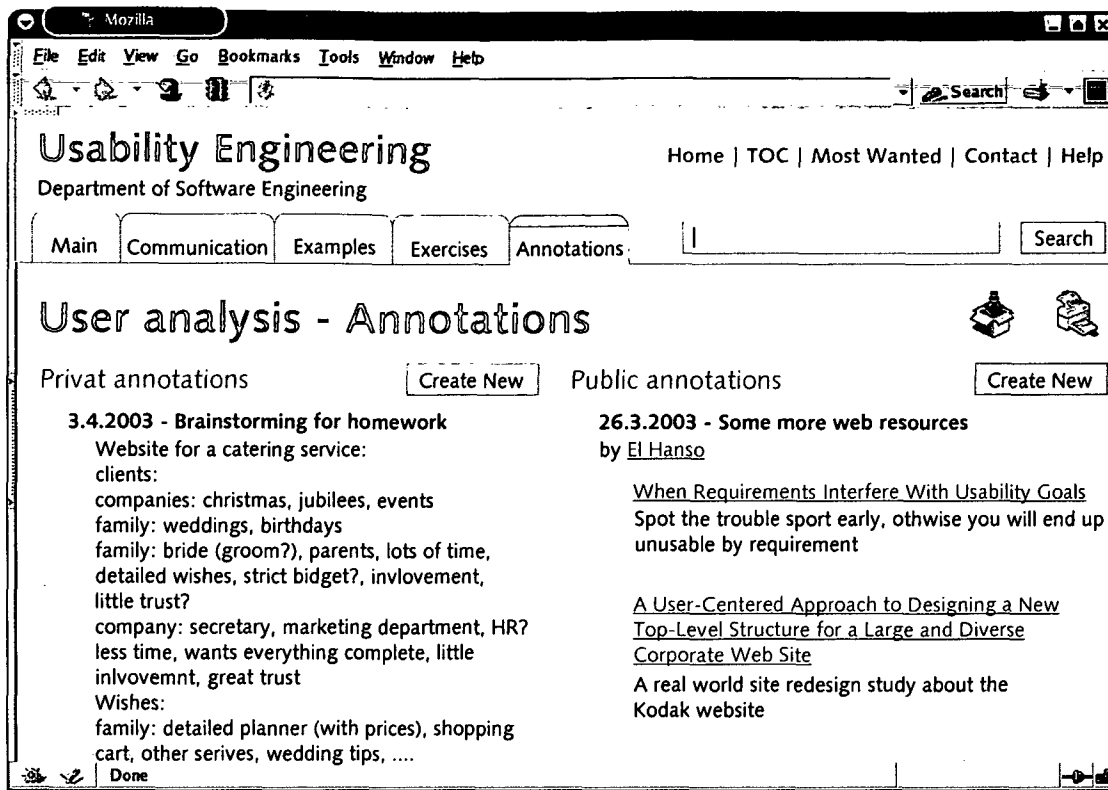 Mozilla
File Edit View Go Bookmarks Tools Window Help
Search
Usability Engineering
Home | TOC | Most Wanted | Contact | Help
Department of Software Engineering
Main Communication Examples Exercises Annotations Search
User analysis - Annotations
Privat annotations Create New
3.4.2003 - Brainstorming for homework
Website for a catering service:
clients:
companies: christmas, jubilees, events
family: weddings, birthdays
family: bride (groom?), parents, lots of time,
detailed wishes, strict bidget?, invlovement,
little trust?
company: secretary, marketing department, HR?
less time, wants everything complete, little
inlvovemnt, great trust
Wishes:
family: detailed planner (with prices), shopping
cart, other serives, wedding tips, ....
Public annotations Create New
26.3.2003 - Some more web resources
by El Hanso
When Requirements Interfere With Usability Goals
Spot the trouble sport early, othwise you will end up
unusable by requirement
A User-Centered Approach to Designing a New
Top-Level Structure for a Large and Diverse
Corporate Web Site
A real world site redesign study about the
Kodak website
Done